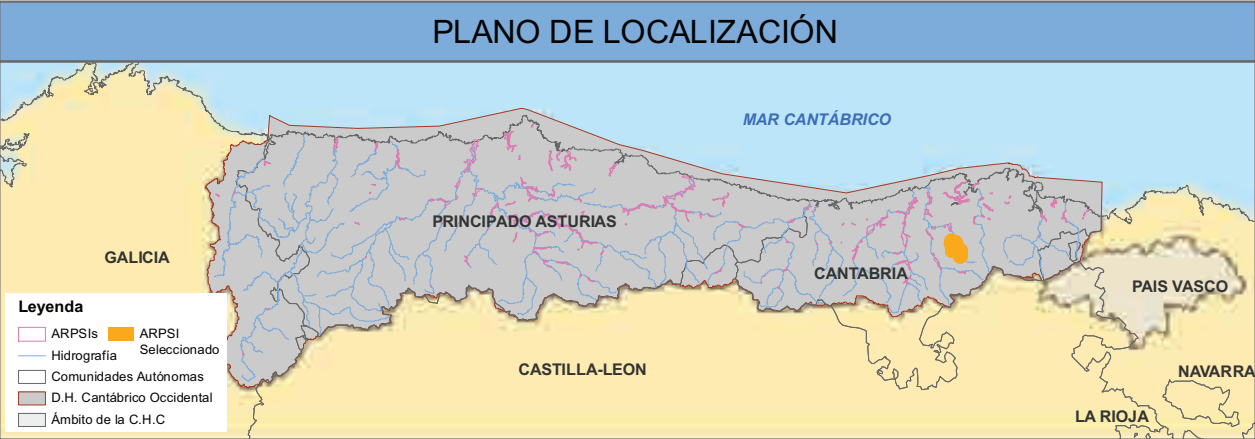 PLANO DE LOCALIZACIÓN
MAR CANTÁBRICO
PRINCIPADO ASTURIAS
GALICIA
CANTABRIA
PAIS VASCO
CASTILLA-LEON
NAVARRA
LA RIOJA
Leyenda
ARPSIs
ARPSI
Seleccionado
Hidrografía
Comunidades Autónomas
D.H. Cantábrico Occidental
Ámbito de la C.H.C